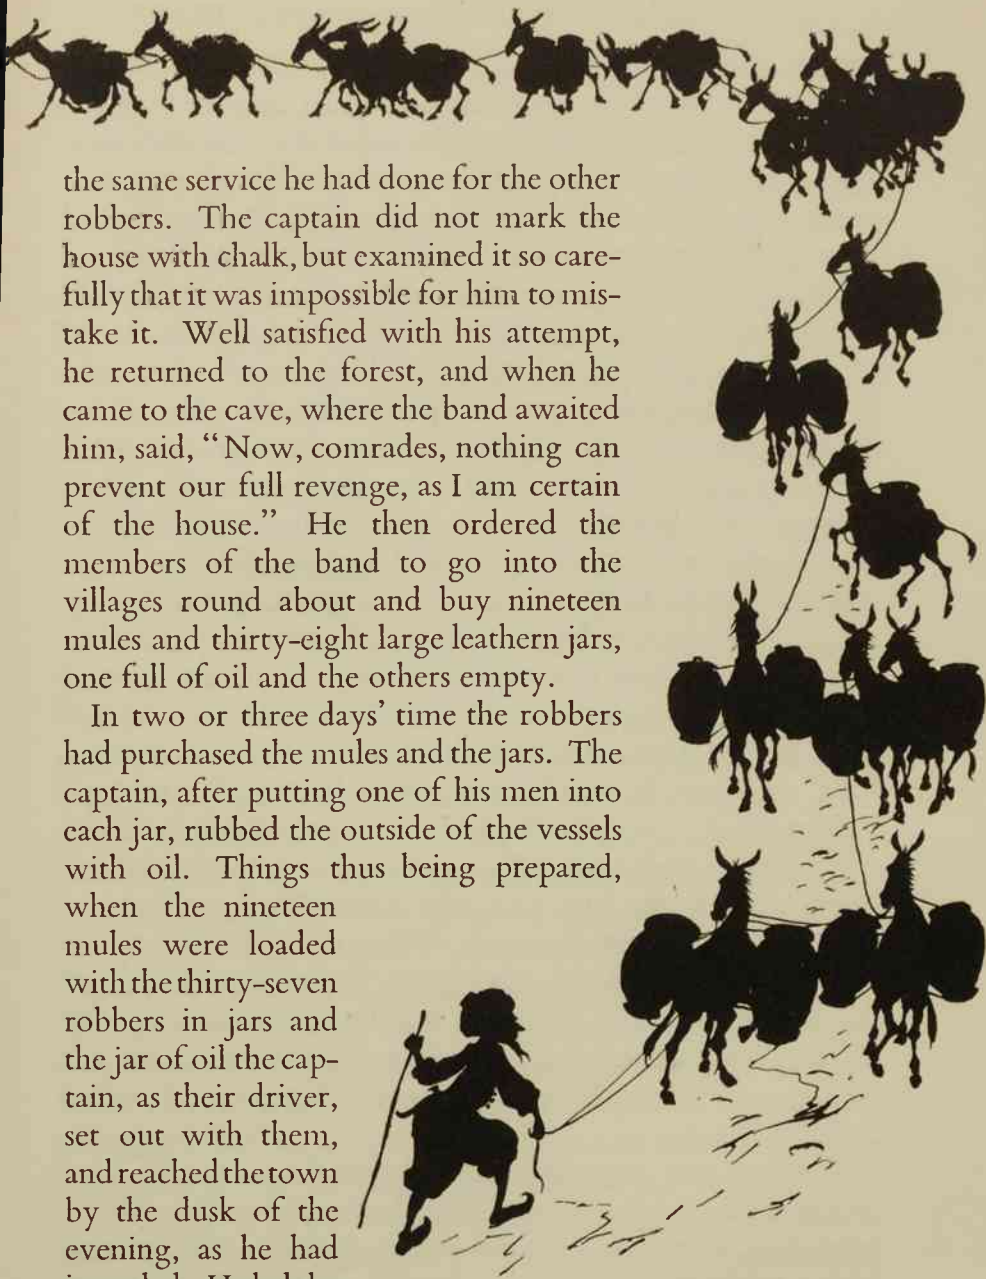 the same service he had done for the other
robbers. The captain did not mark the
house with chalk, but examined it so care-
fully that it was impossible for him to mis-
take it. Well satisfied with his attempt,
he returned to the forest, and when he
came to the cave, where the band awaited
him, said, “Now, comrades, nothing can
prevent our full revenge, as I am certain
of the house.” He then ordered the
members of the band to go into the
villages round about and buy nineteen
mules and thirty-eight large leathern jars,
one full of oil and the others empty.
In two or three days’ time the robbers
had purchased the mules and the jars. The
captain, after putting one of his men into
each jar, rubbed the outside of the vessels
with oil. Things thus being prepared,
when the nineteen
mules were loaded
with the thirty-seven
robbers in jars and
the jar of oil the cap-
tain, as their driver,
set out with them,
and reached the town
by the dusk of the
evening, as he had